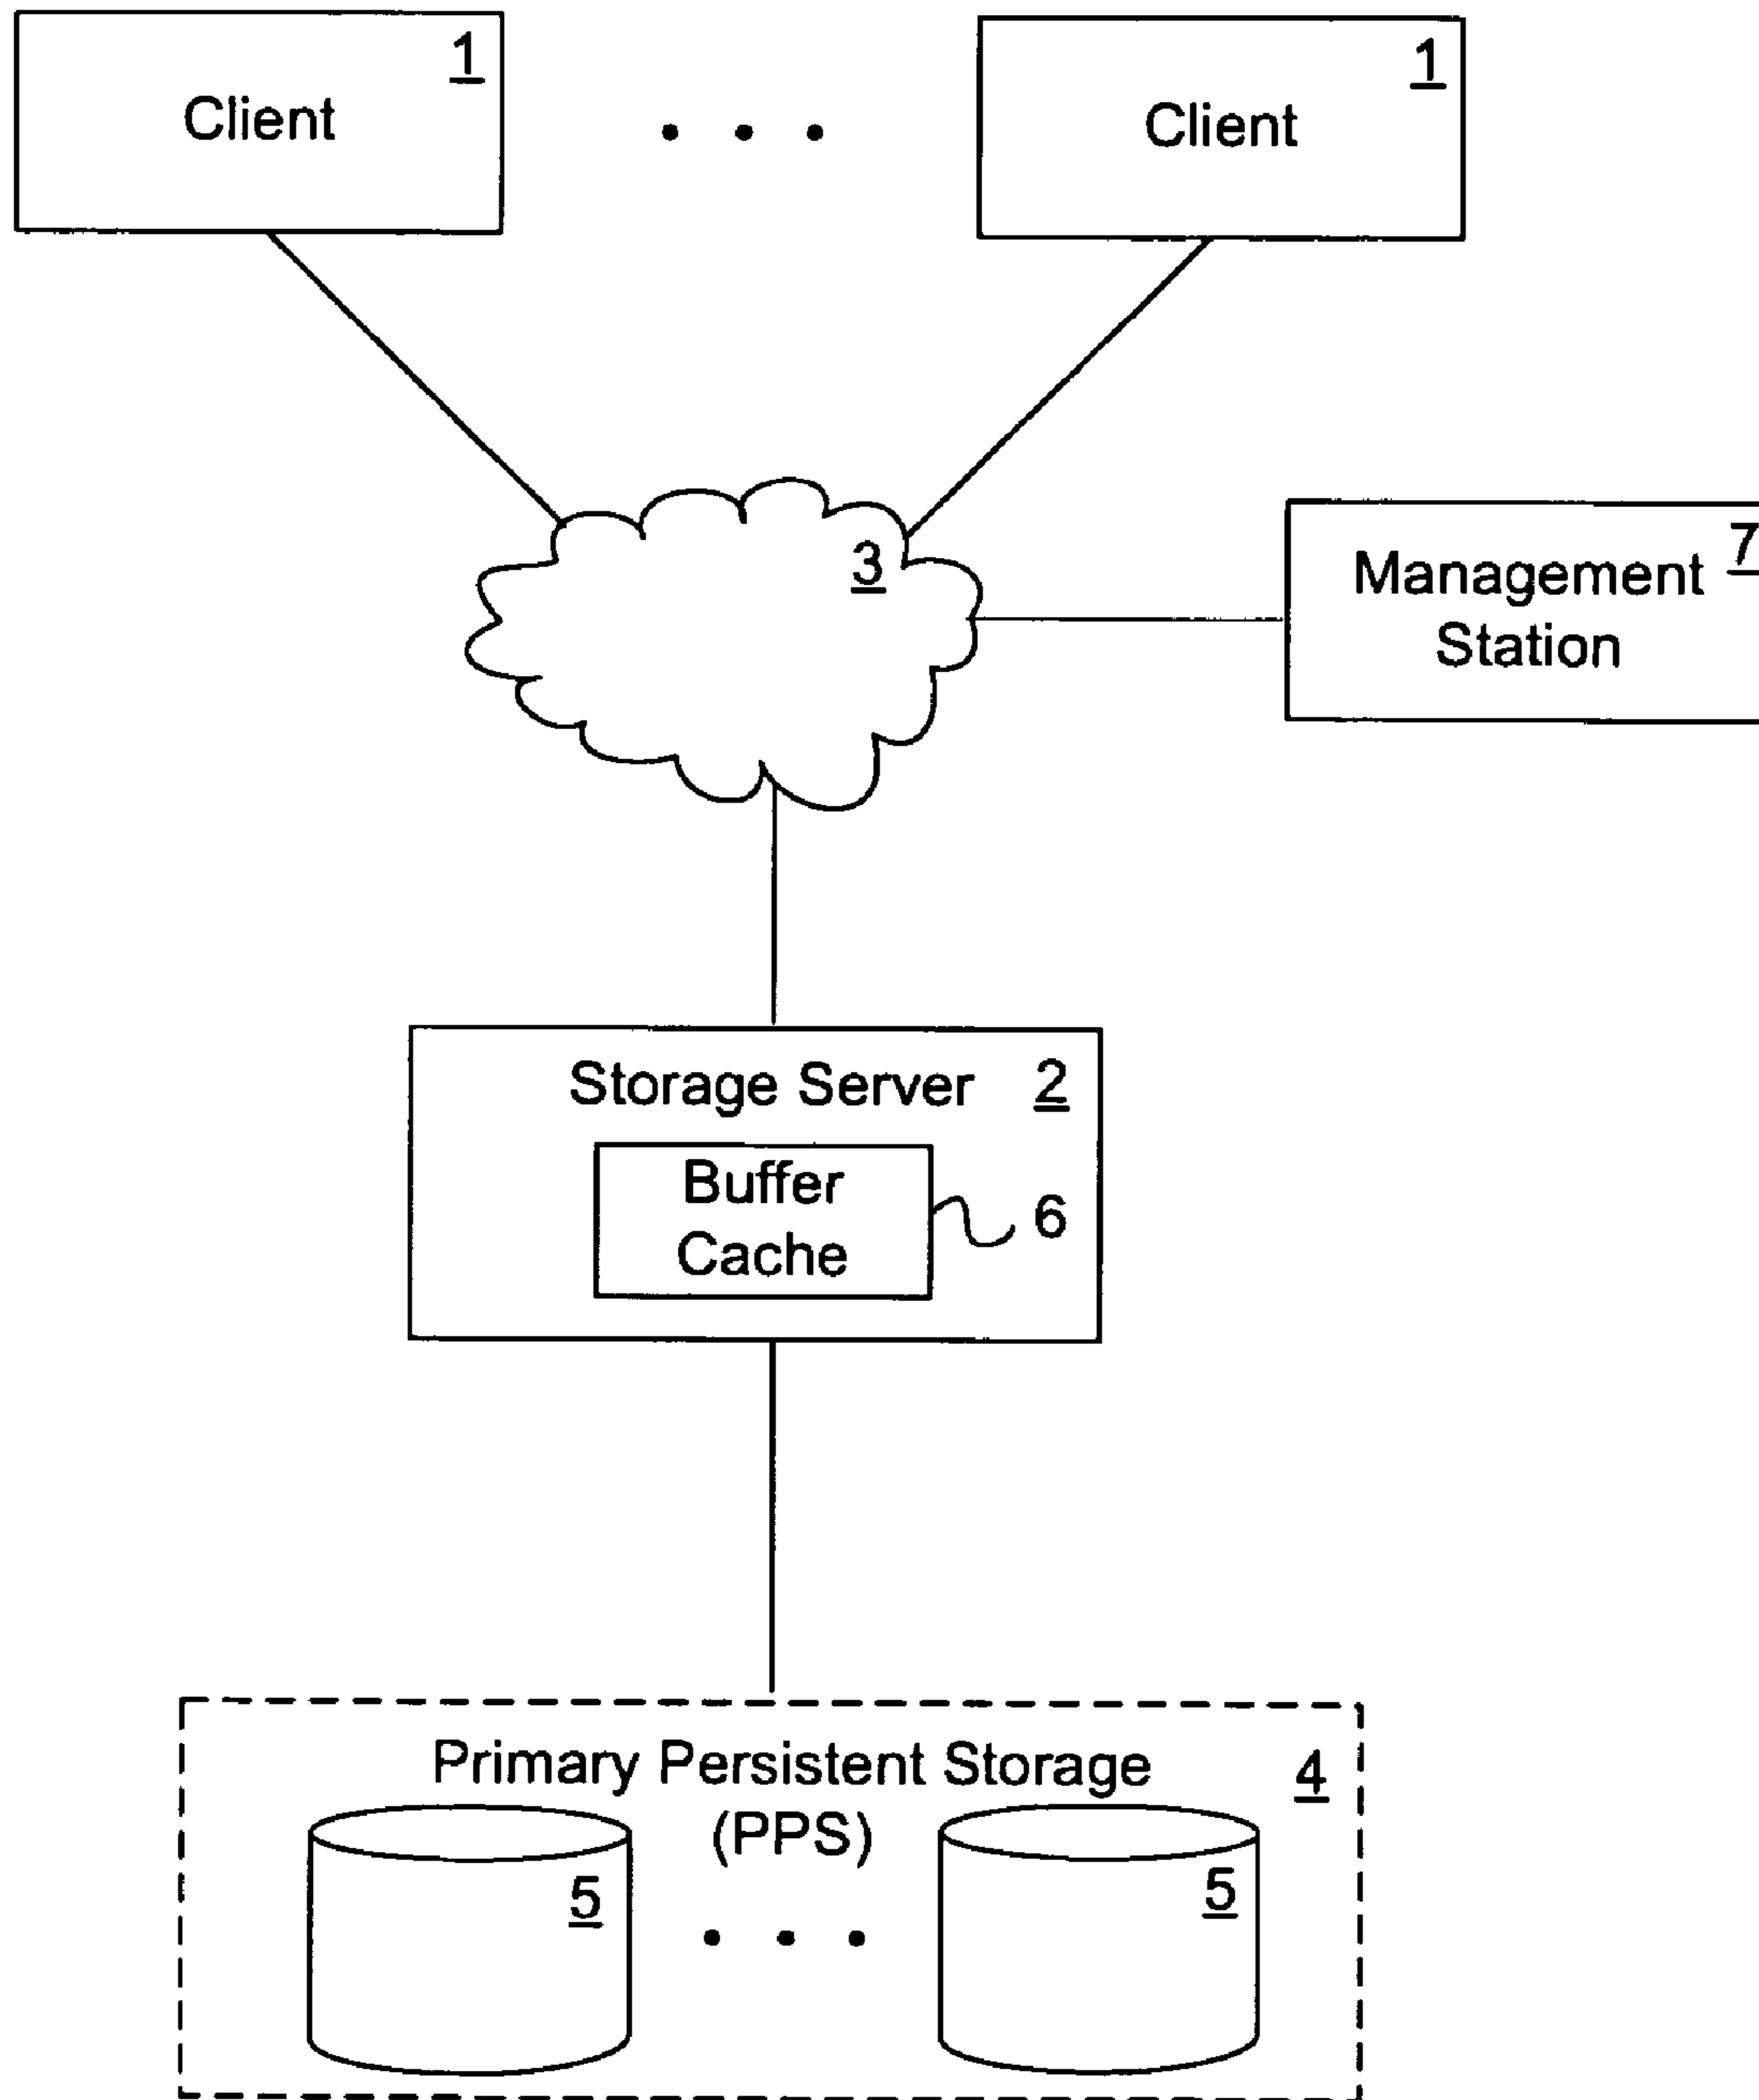 1
Client
. . .
1
Client
3
7
Management
Station
Storage Server 2
Buffer
Cache
6
Primary Persistent Storage 4
(PPS)
5
. . .
5